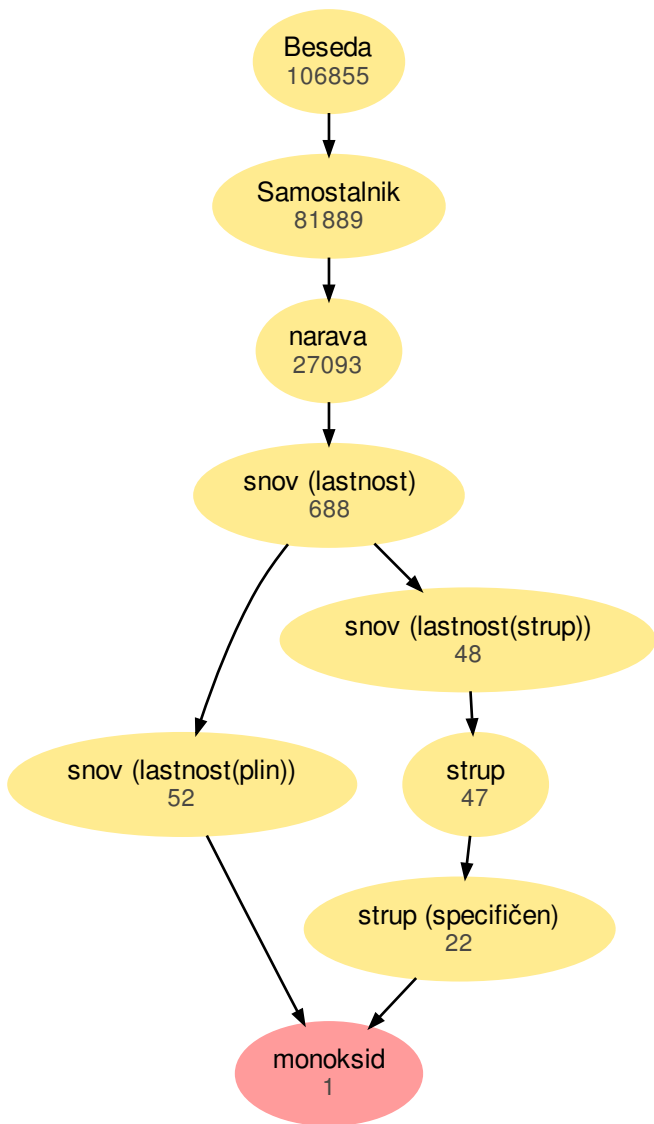 Beseda
106855
Samostalnik
81889
narava
27093
snov (lastnost)
688
snov (lastnost(strup))
48
snov (lastnost(plin))
52
strup
47
strup (specifičen)
22
monoksid
1